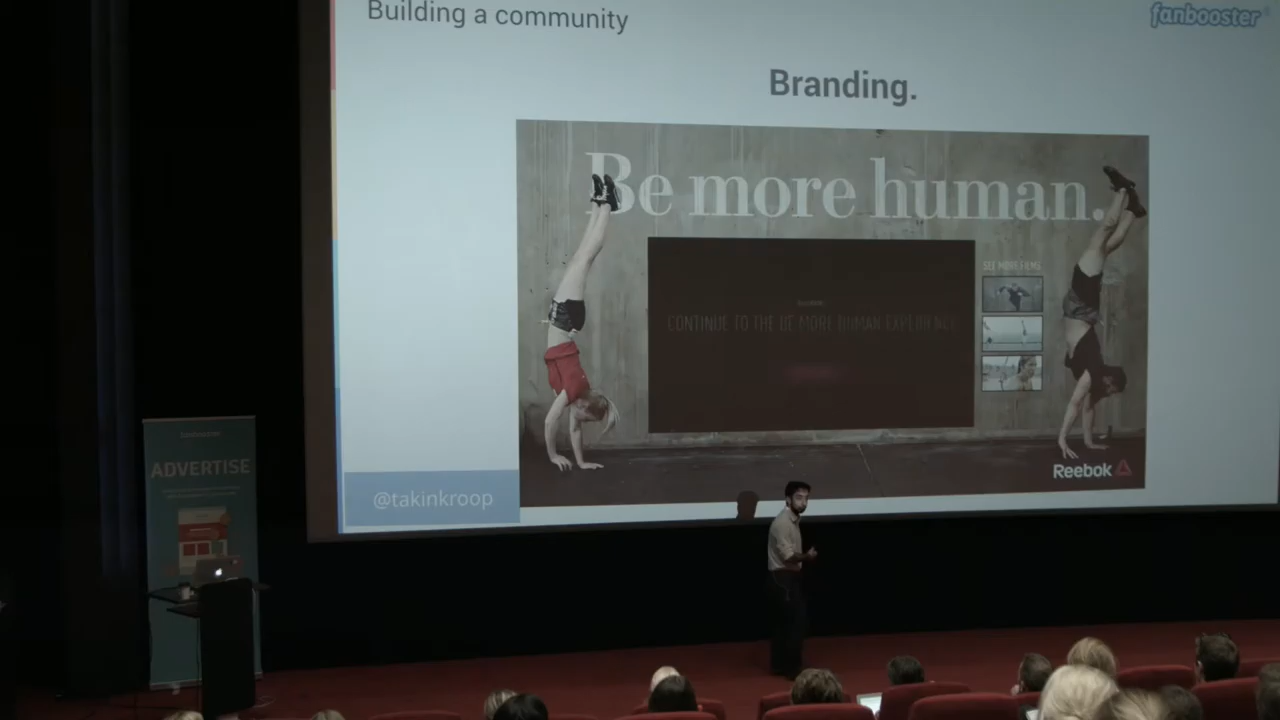 Building a community
fanbooster
Branding.
Be more human.
SEE MORE FILMS
CONTINUE TO THE BE MORE HUMAN EXPERIENCE
Reebok
@takinkroop
fanbooster
ADVERTISE